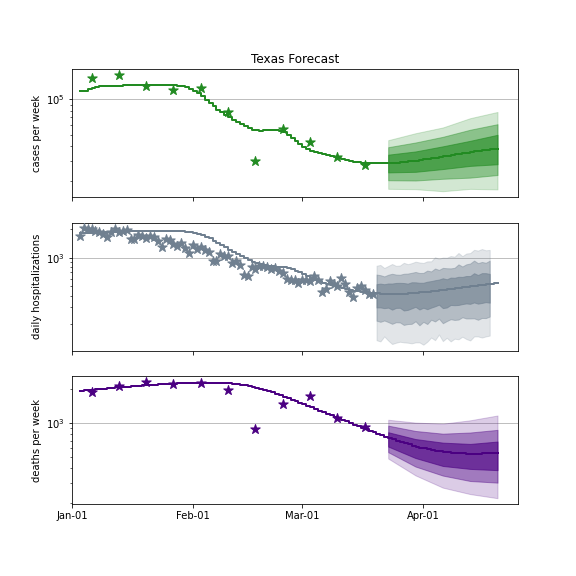 Texas Forecast
cases per week
10⁵
daily hospitalizations
10³
deaths per week
10³
Jan-01 Feb-01 Mar-01 Apr-01